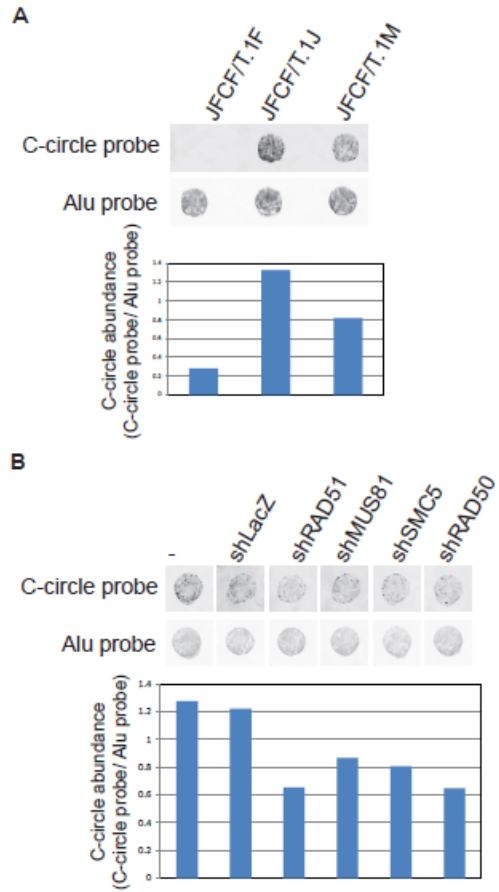 A
JFCF/T.1F
JFCF/T.1J
JFCF/T.1M
C-circle probe
Alu probe
C-circle abundance
(C-circle probe/ Alu probe)
1.4
1.2
1
0.8
0.6
0.4
0.2
0
B
-
shLacZ
shRAD51
shMUS81
shSMC5
shRAD50
C-circle probe
Alu probe
C-circle abundance
(C-circle probe/ Alu probe)
1.4
1.2
1
0.8
0.6
0.4
0.2
0